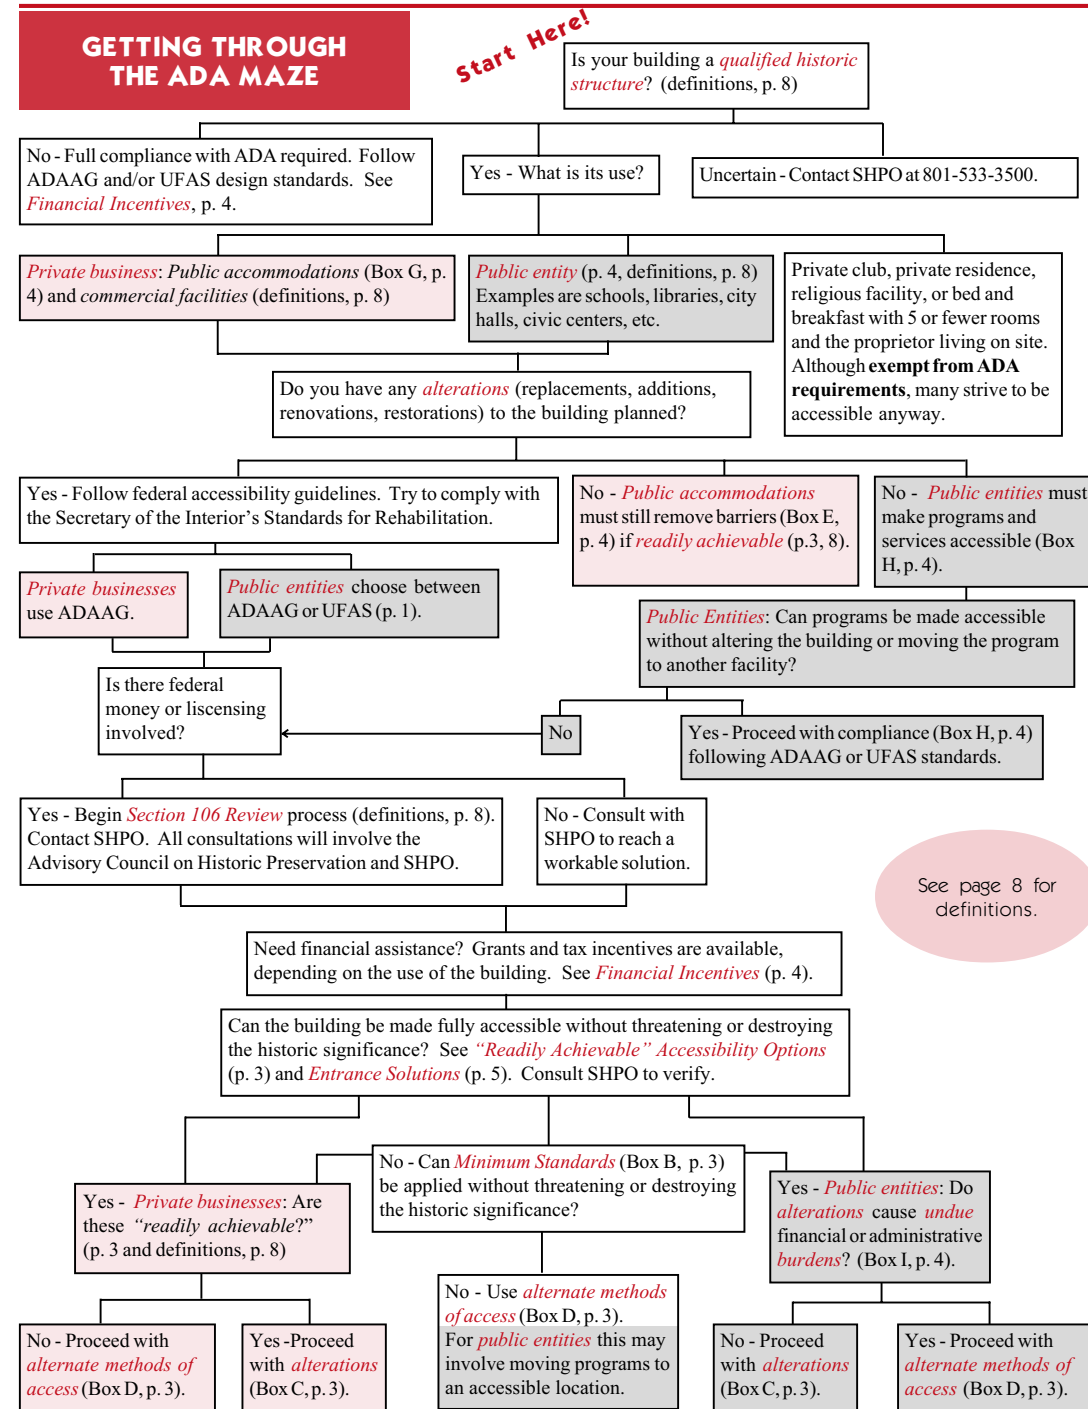 GETTING THROUGH
THE ADA MAZE
Start Here!
Is your building a qualified historic
structure? (definitions, p. 8)
No - Full compliance with ADA required. Follow
ADAAG and/or UFAS design standards. See
Financial Incentives, p. 4.
Yes - What is its use?
Uncertain - Contact SHPO at 801-533-3500.
Private business: Public accommodations (Box G, p.
4) and commercial facilities (definitions, p. 8)
Public entity (p. 4, definitions, p. 8)
Examples are schools, libraries, city
halls, civic centers, etc.
Private club, private residence,
religious facility, or bed and
breakfast with 5 or fewer rooms
and the proprietor living on site.
Although exempt from ADA
requirements, many strive to be
accessible anyway.
Do you have any alterations (replacements, additions,
renovations, restorations) to the building planned?
Yes - Follow federal accessibility guidelines. Try to comply with
the Secretary of the Interior's Standards for Rehabilitation.
No - Public accommodations
must still remove barriers (Box E,
p. 4) if readily achievable (p.3, 8).
No - Public entities must
make programs and
services accessible (Box
H, p. 4).
Private businesses
use ADAAG.
Public entities choose between
ADAAG or UFAS (p. 1).
Public Entities: Can programs be made accessible
without altering the building or moving the program
to another facility?
Is there federal
money or liscensing
involved?
No
Yes - Proceed with compliance (Box H, p. 4)
following ADAAG or UFAS standards.
Yes - Begin Section 106 Review process (definitions, p. 8).
Contact SHPO. All consultations will involve the
Advisory Council on Historic Preservation and SHPO.
No - Consult with
SHPO to reach a
workable solution.
See page 8 for
definitions.
Need financial assistance? Grants and tax incentives are available,
depending on the use of the building. See Financial Incentives (p. 4).
Can the building be made fully accessible without threatening or destroying
the historic significance? See "Readily Achievable" Accessibility Options
(p. 3) and Entrance Solutions (p. 5). Consult SHPO to verify.
Yes - Private businesses: Are
these "readily achievable?"
(p. 3 and definitions, p. 8)
No - Can Minimum Standards (Box B, p. 3)
be applied without threatening or destroying
the historic significance?
Yes - Public entities: Do
alterations cause undue
financial or administrative
burdens? (Box I, p. 4).
No - Proceed with
alternate methods of
access (Box D, p. 3).
Yes -Proceed
with alterations
(Box C, p. 3).
No - Use alternate methods
of access (Box D, p. 3).
For public entities this may
involve moving programs to
an accessible location.
No - Proceed
with alterations
(Box C, p. 3).
Yes - Proceed with
alternate methods of
access (Box D, p. 3).